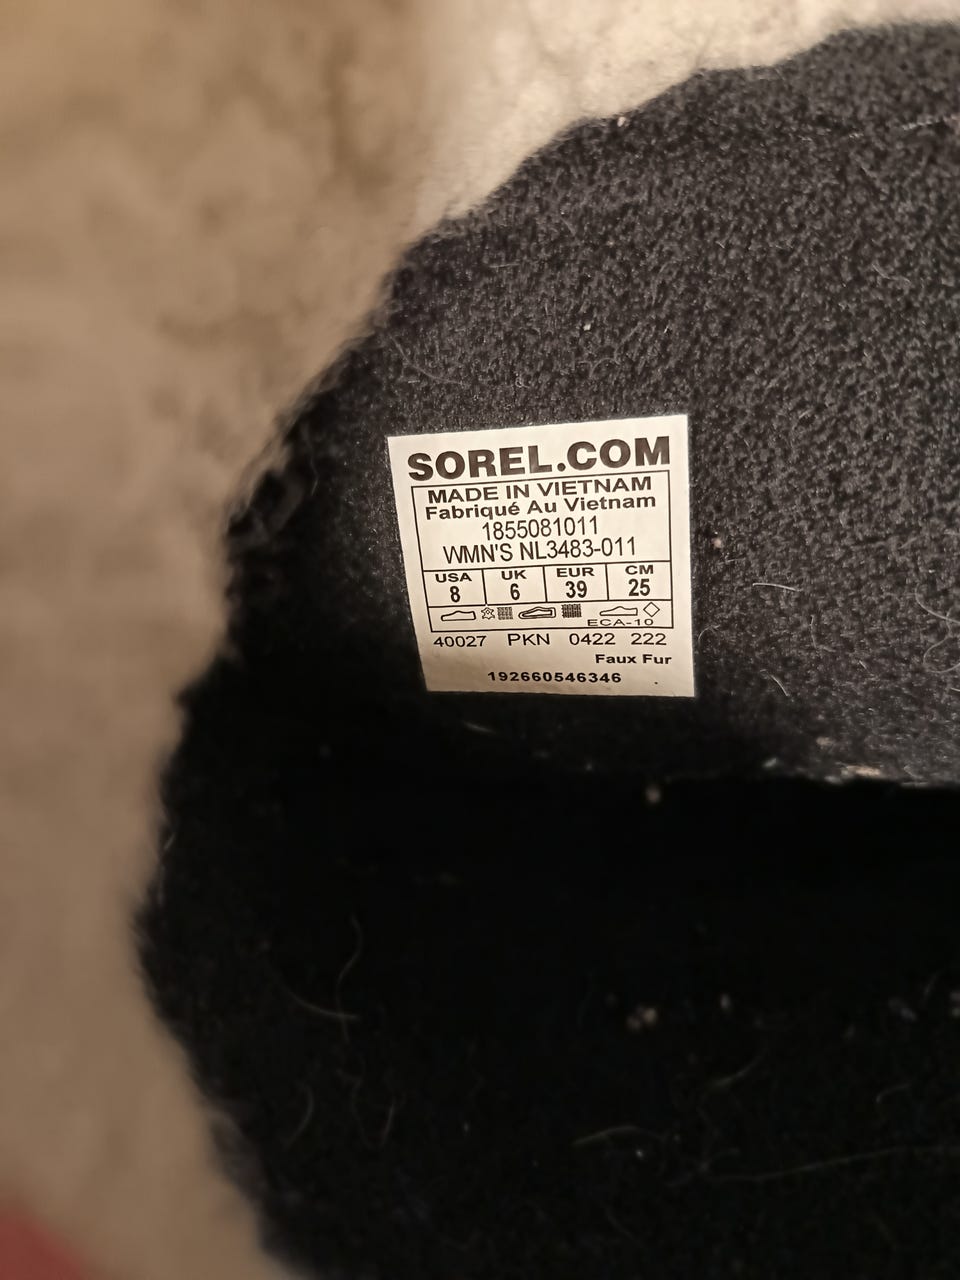 SOREL.COM
MADE IN VIETNAM
Fabriqué Au Vietnam
1855081011
WMN'S NL3483-011
USA UK EUR CM
8 6 39 25
ECA-10
40027 PKN 0422 222
Faux Fur
192660546346